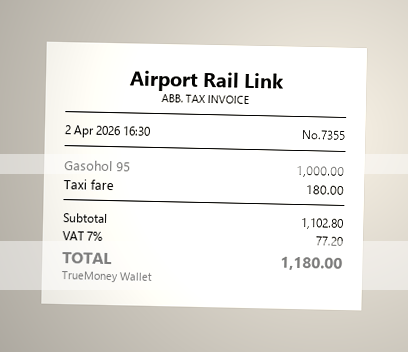 Airport Rail Link
ABB. TAX INVOICE
2 Apr 2026 16:30 No.7355
Gasohol 95 1,000.00
Taxi fare 180.00
Subtotal 1,102.80
VAT 7% 77.20
TOTAL 1,180.00
TrueMoney Wallet